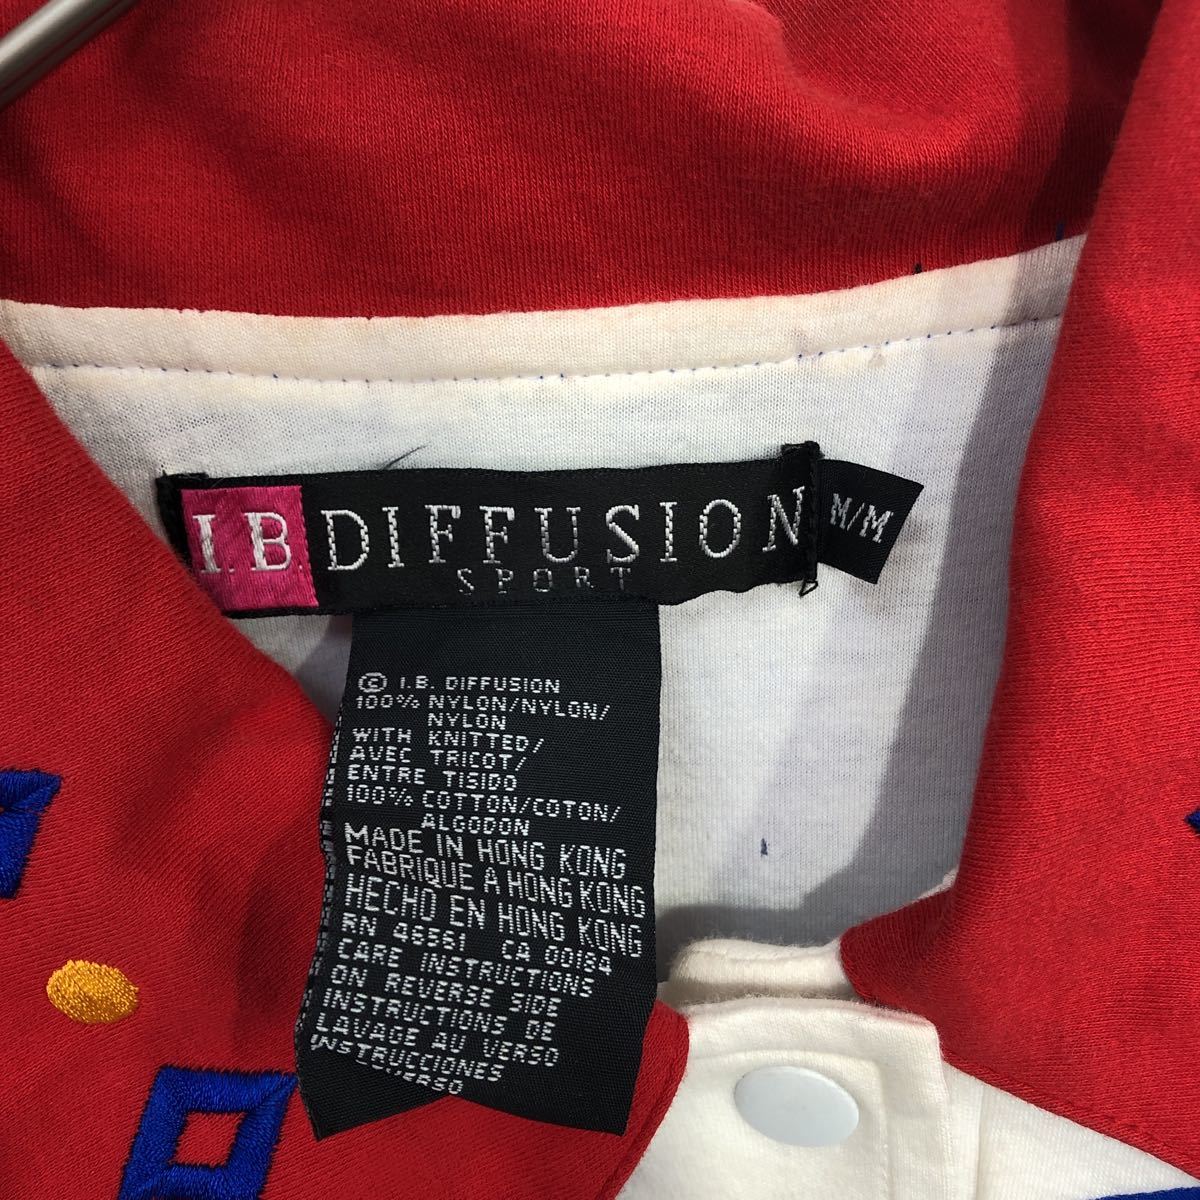 I.B. DIFFUSION
SPORT
M/M
© I.B. DIFFUSION
100% NYLON/NYLON/
NYLON
WITH KNITTED/
AVEC TRICOT/
ENTRE TISIDO
100% COTTON/COTON/
ALGODON
MADE IN HONG KONG
FABRIQUE A HONG KONG
HECHO EN HONG KONG
RN 46561 CA 00184
CARE INSTRUCTIONS
ON REVERSE SIDE
INSTRUCTIONS DE
LAVAGE AU VERSO
INSTRUCCIONES